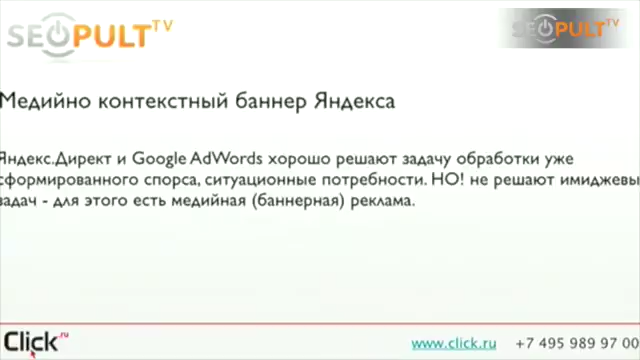 SEOPULT TV
SEOPULT TV
Медийно контекстный баннер Яндекса
Яндекс.Директ и Google AdWords хорошо решают задачу обработки уже
сформированного спорса, ситуационные потребности. НО! не решают имиджевы
задач - для этого есть медийная (баннерная) реклама.
Click.ru
www.click.ru
+7 495 989 97 00